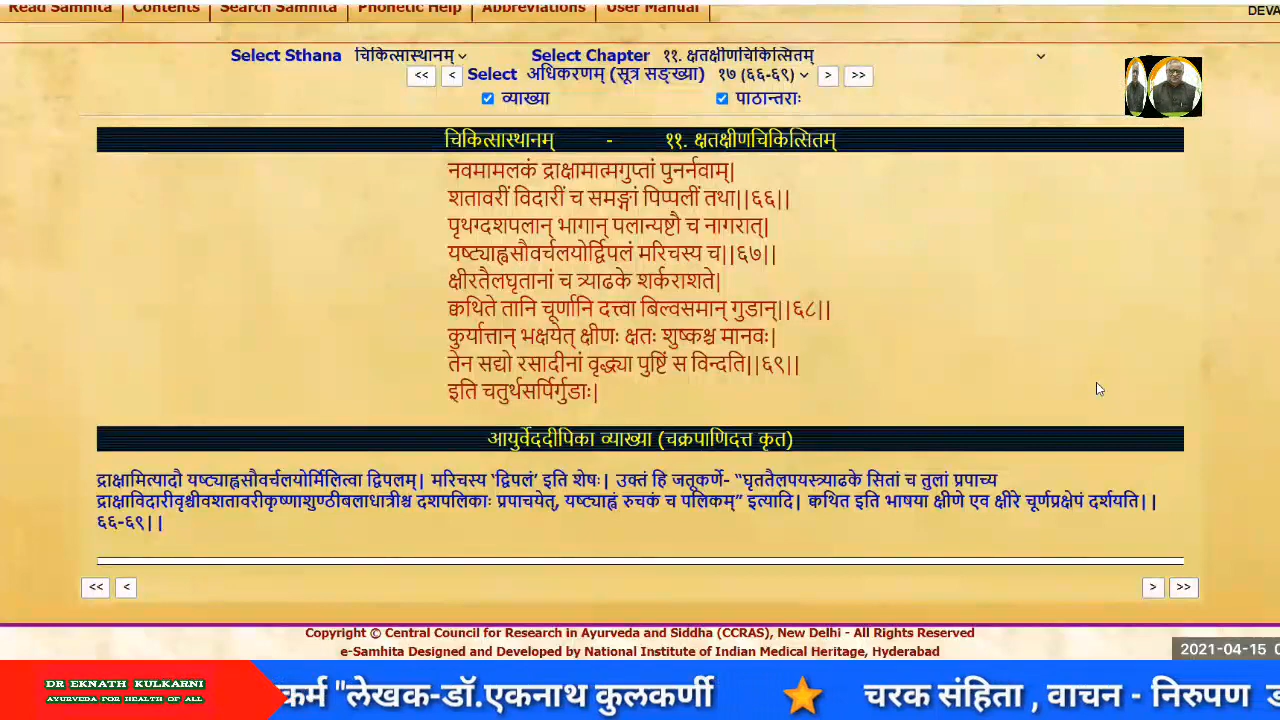 Read Samhita Contents Search Samhita Phonetic Help Abbreviations User Manual
DEVA
Select Sthana चिकित्सास्थानम् Select Chapter ११. क्षतक्षीणचिकित्सितम्
<< < Select अधिकरणम् (सूत्र सङ्ख्या) १७ (६६-६९) > >>
व्याख्या पाठान्तराः
चिकित्सास्थानम् - ११. क्षतक्षीणचिकित्सितम्
नवमामलकं द्राक्षामात्मगुप्तां पुनर्नवाम्|
शतावरीं विदारीं च समङ्गां पिप्पलीं तथा||६६||
पृथग्दशपलान् भागान् पलान्यष्टौ च नागरात्|
यष्ट्याह्वसौवर्चलयोर्द्विपलं मरिचस्य च||६७||
क्षीरतैलघृतानां च त्र्याढके शर्कराशते|
क्वथिते तानि चूर्णानि दत्त्वा बिल्वसमान् गुडान्||६८||
कुर्यात्तान् भक्षयेत् क्षीणः क्षतः शुष्कश्च मानवः|
तेन सद्यो रसादीनां वृद्ध्या पुष्टिं स विन्दति||६९||
इति चतुर्थसर्पिर्गुडाः|
आयुर्वेददीपिका व्याख्या (चक्रपाणिदत्त कृत)
द्राक्षामित्यादौ यष्ट्याह्वसौवर्चलयोर्मिलित्वा द्विपलम्| मरिचस्य ‘द्विपलं’ इति शेषः| उक्तं हि जतूकर्णे- “घृततैलपयस्त्र्याढके सितां च तुलां प्रपाच्य
द्राक्षाविदारीवृश्चीवशतावरीकृष्णाशुण्ठीबलाधात्रीश्च दशपलिकाः प्रपाचयेत्, यष्ट्याह्वं रुचकं च पलिकम्” इत्यादि| क्वथित इति भाषया क्षीणे एव क्षीरे चूर्णप्रक्षेपं दर्शयति||
६६-६९||
<< < > >>
Copyright © Central Council for Research in Ayurveda and Siddha (CCRAS), New Delhi - All Rights Reserved
e-Samhita Designed and Developed by National Institute of Indian Medical Heritage, Hyderabad
2021-04-15
DR EKNATH KULKARNI
AYURVEDA FOR HEALTH OF ALL
कर्म "लेखक-डॉ.एकनाथ कुलकर्णी चरक संहिता , वाचन - निरुपण